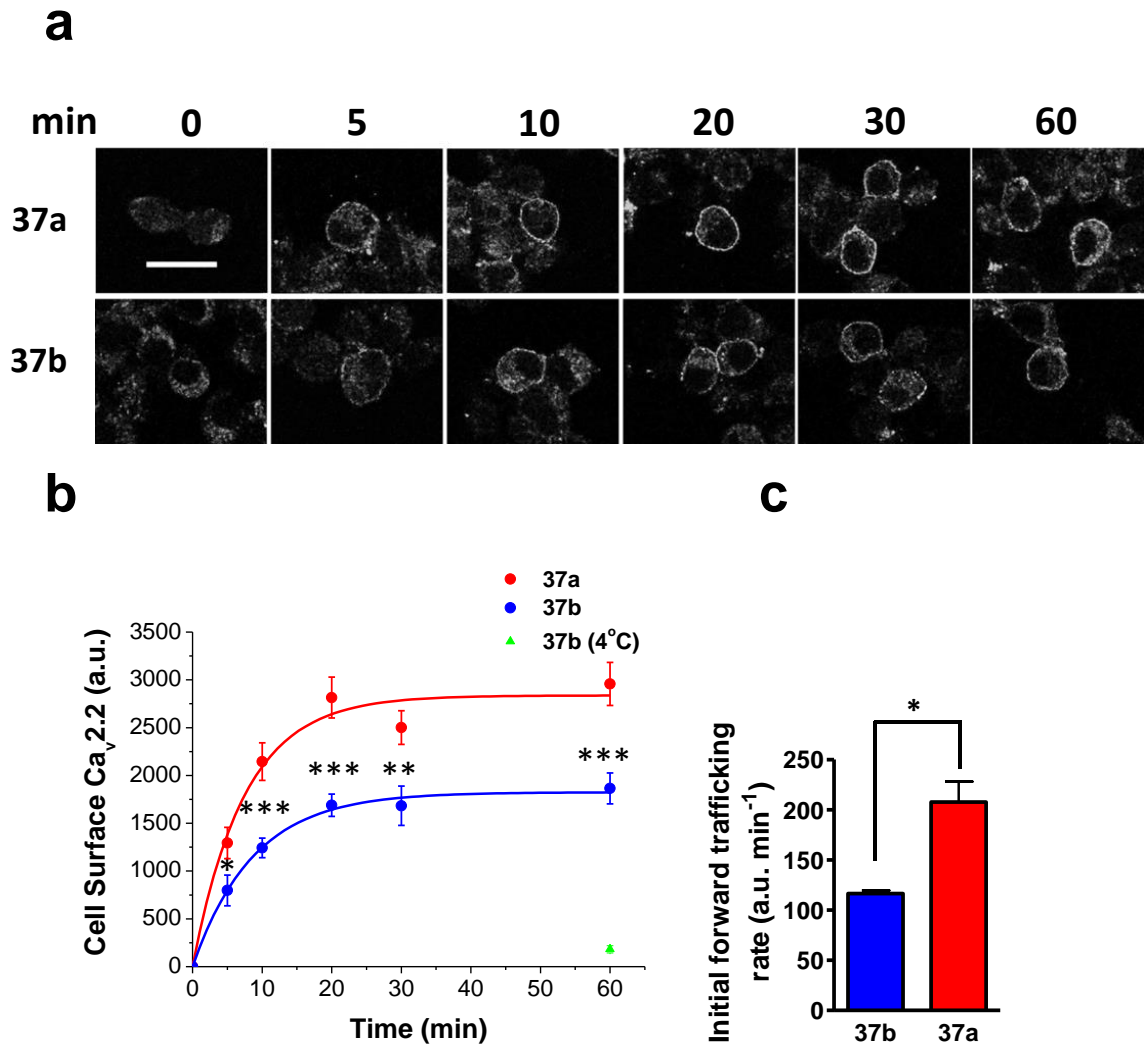 a
min 0 5 10 20 30 60
37a
37b
b
c
37a
37b
37b (4°C)
Cell Surface Cav2.2 (a.u.)
3500
3000
2500
2000
1500
1000
500
0
*
***
***
**
***
0 10 20 30 40 50 60
Time (min)
Initial forward trafficking
rate (a.u. min-1)
*
250
200
150
100
50
0
37b 37a